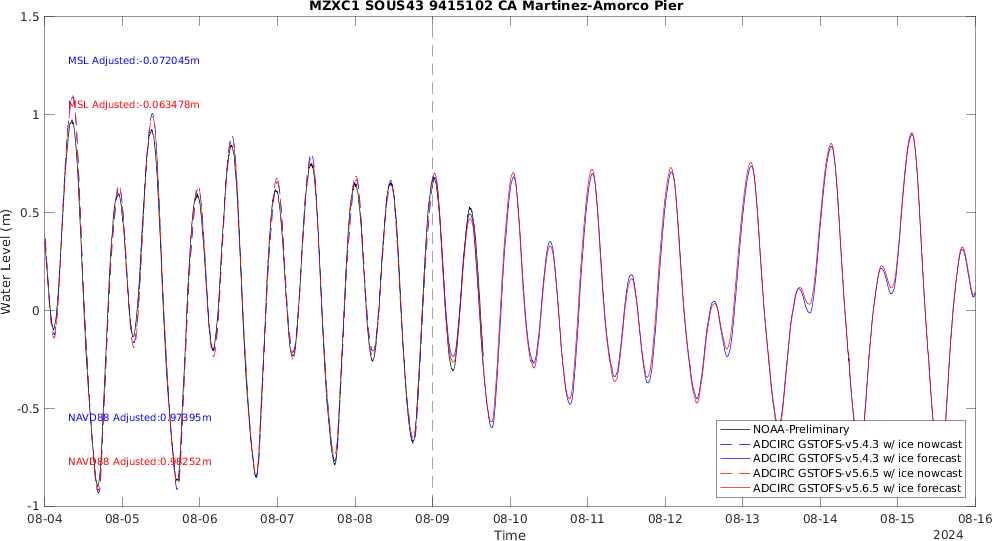 MZXC1 SOUS43 9415102 CA Martinez-Amorco Pier
1.5
1
0.5
0
-0.5
-1
Water Level (m)
MSL Adjusted:-0.072045m
MSL Adjusted:-0.063478m
NAVD88 Adjusted:0.97395m
NAVD88 Adjusted:0.98252m
NOAA-Preliminary
ADCIRC GSTOFS-v5.4.3 w/ ice nowcast
ADCIRC GSTOFS-v5.4.3 w/ ice forecast
ADCIRC GSTOFS-v5.6.5 w/ ice nowcast
ADCIRC GSTOFS-v5.6.5 w/ ice forecast
08-04 08-05 08-06 08-07 08-08 08-09 08-10 08-11 08-12 08-13 08-14 08-15 08-16
Time
2024